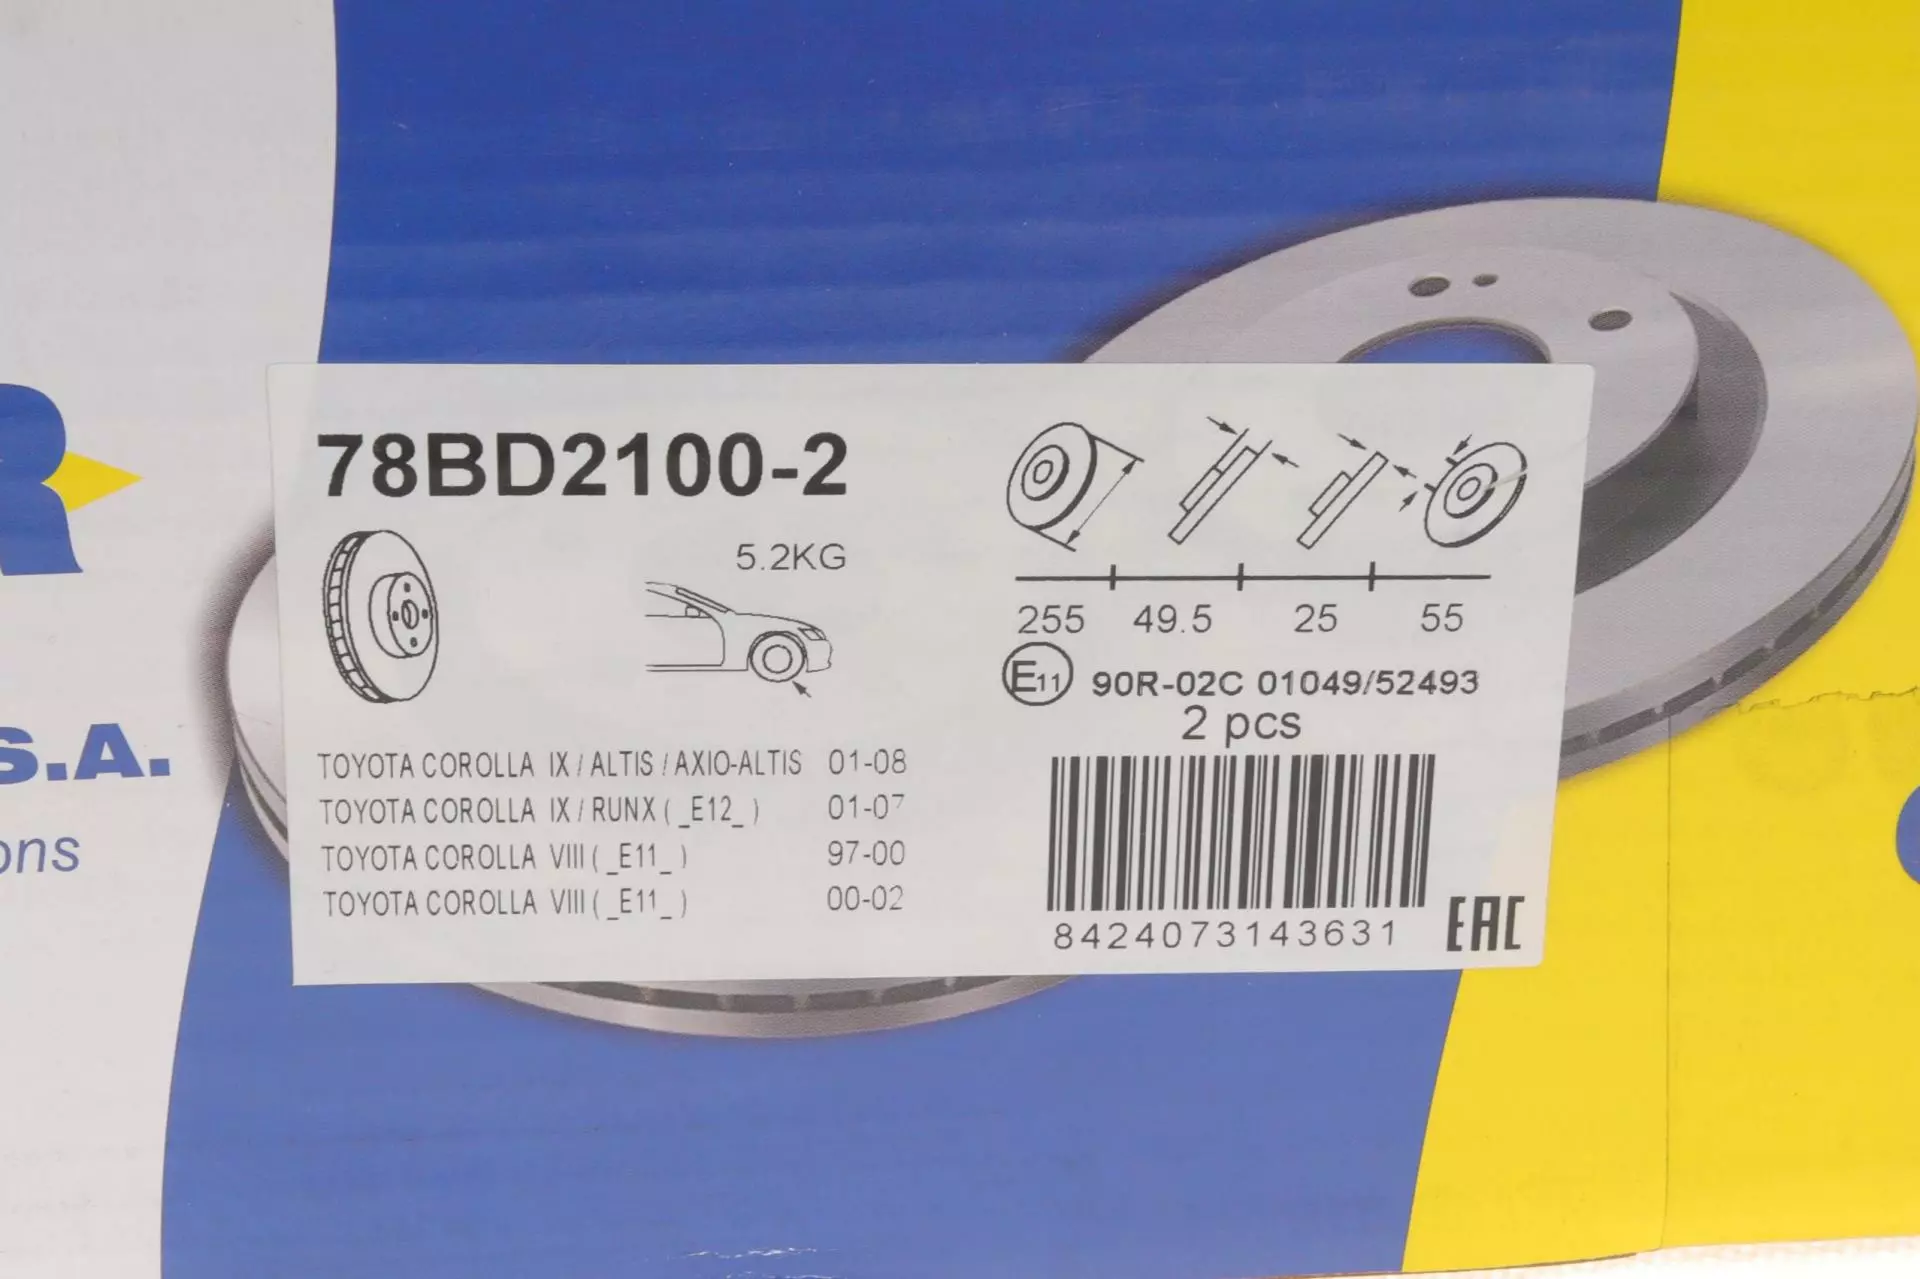 R
S.A.
ons
78BD2100-2
5.2KG
255 49.5 25 55
E11 90R-02C 01049/52493
2 pcs
TOYOTA COROLLA IX / ALTIS / AXIO-ALTIS 01-08
TOYOTA COROLLA IX / RUNX ( _E12_ ) 01-07
TOYOTA COROLLA VIII ( _E11_ ) 97-00
TOYOTA COROLLA VIII ( _E11_ ) 00-02
8424073143631
EAC